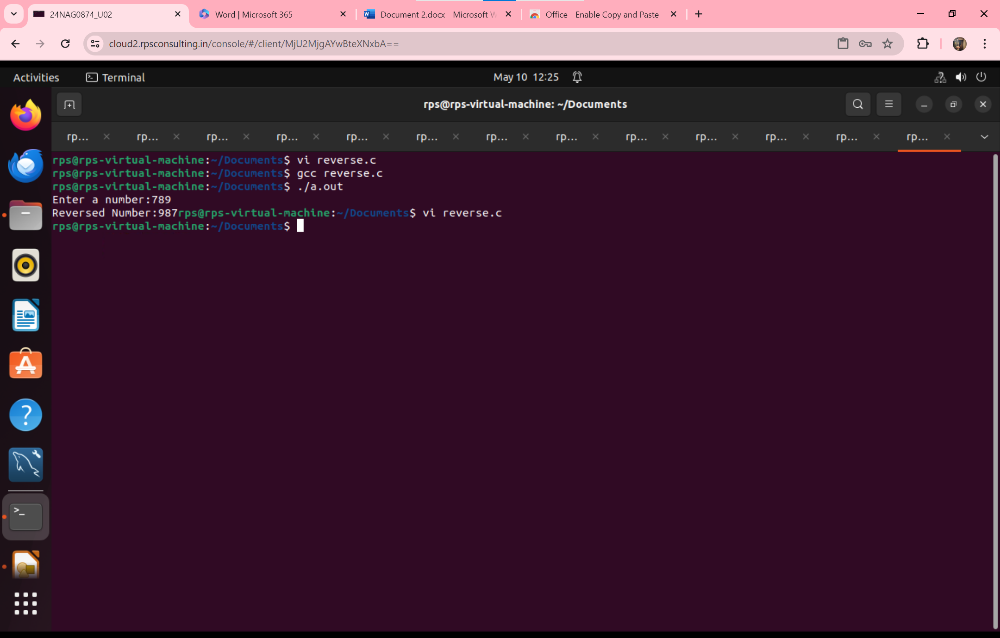 24NAG0874_U02
Word | Microsoft 365
Document 2.docx - Microsoft W
Office - Enable Copy and Paste
cloud2.rpsconsulting.in/console/#/client/MjU2MjgAYwBteXNxbA==
Activities
Terminal
May 10 12:25
rps@rps-virtual-machine: ~/Documents
rp... rp... rp... rp... rp... rp... rp... rp... rp... rp... rp... rp... rp...
rps@rps-virtual-machine:~/Documents$ vi reverse.c
rps@rps-virtual-machine:~/Documents$ gcc reverse.c
rps@rps-virtual-machine:~/Documents$ ./a.out
Enter a number:789
Reversed Number:987rps@rps-virtual-machine:~/Documents$ vi reverse.c
rps@rps-virtual-machine:~/Documents$